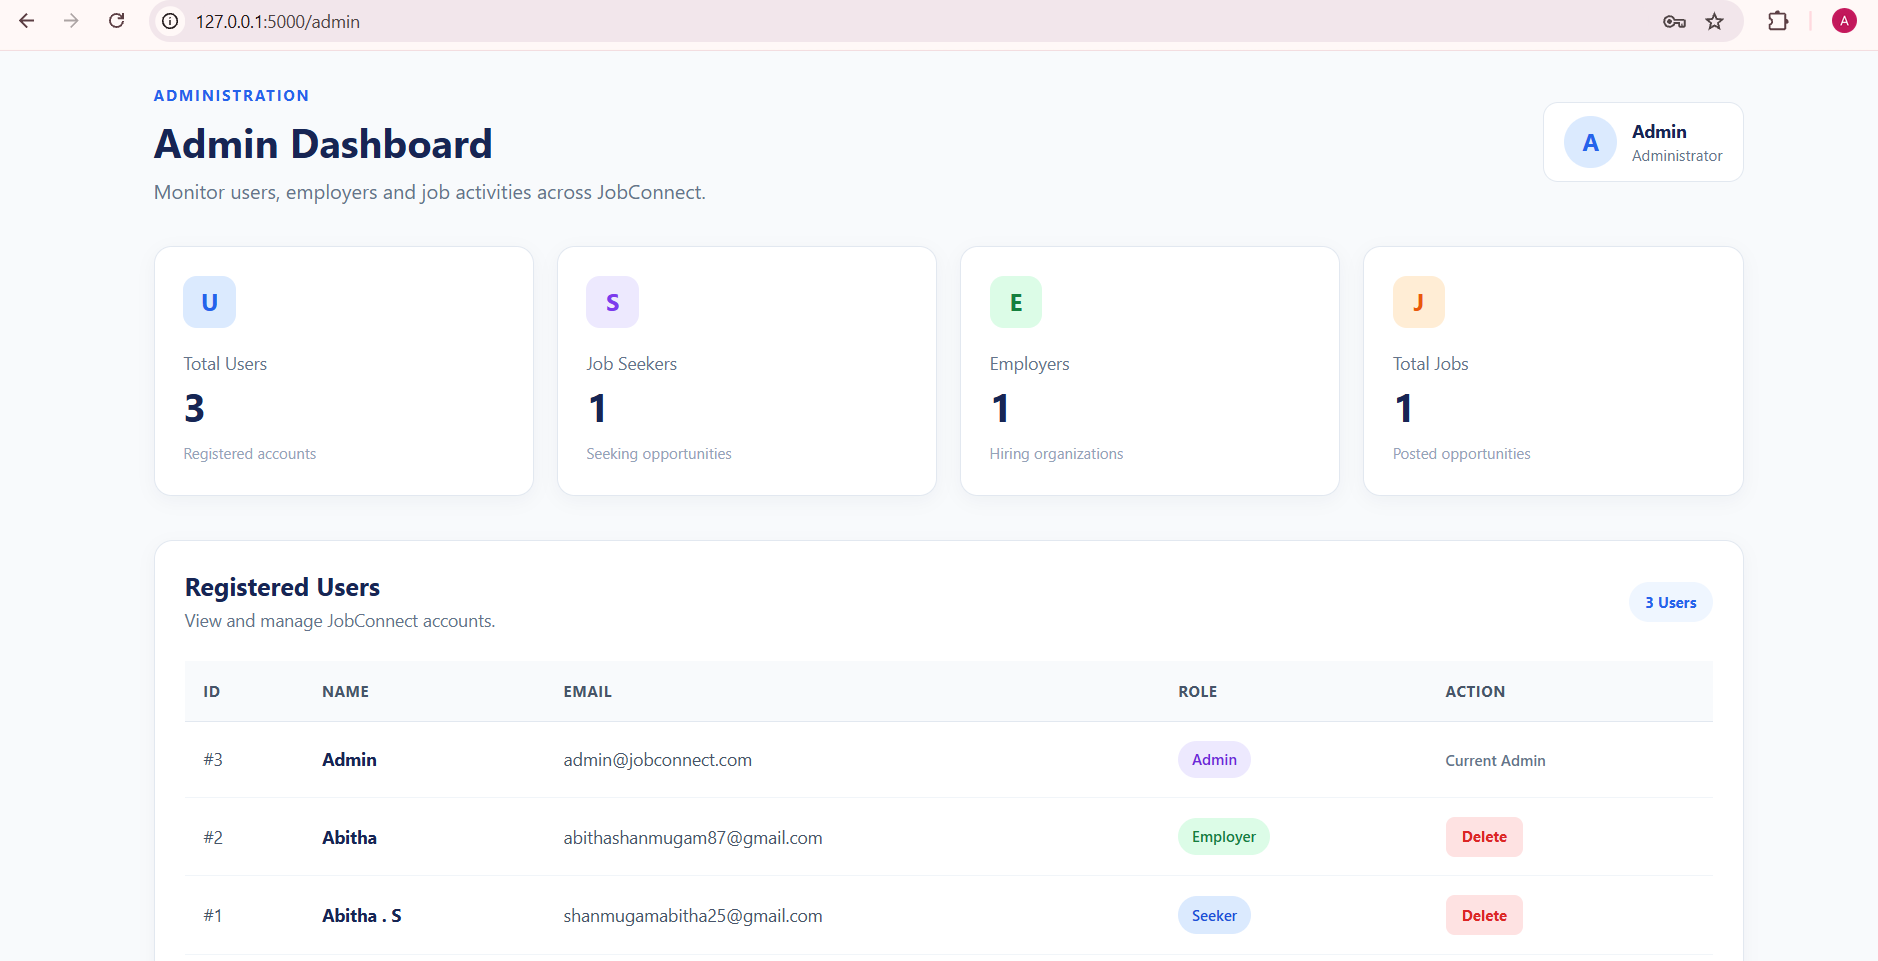 127.0.0.1:5000/admin
A
ADMINISTRATION
Admin Dashboard
Monitor users, employers and job activities across JobConnect.
A
Admin
Administrator
U
Total Users
3
Registered accounts
S
Job Seekers
1
Seeking opportunities
E
Employers
1
Hiring organizations
J
Total Jobs
1
Posted opportunities
Registered Users
View and manage JobConnect accounts.
3 Users
ID NAME EMAIL ROLE ACTION
#3 Admin admin@jobconnect.com Admin Current Admin
#2 Abitha abithashanmugam87@gmail.com Employer Delete
#1 Abitha . S shanmugamabitha25@gmail.com Seeker Delete